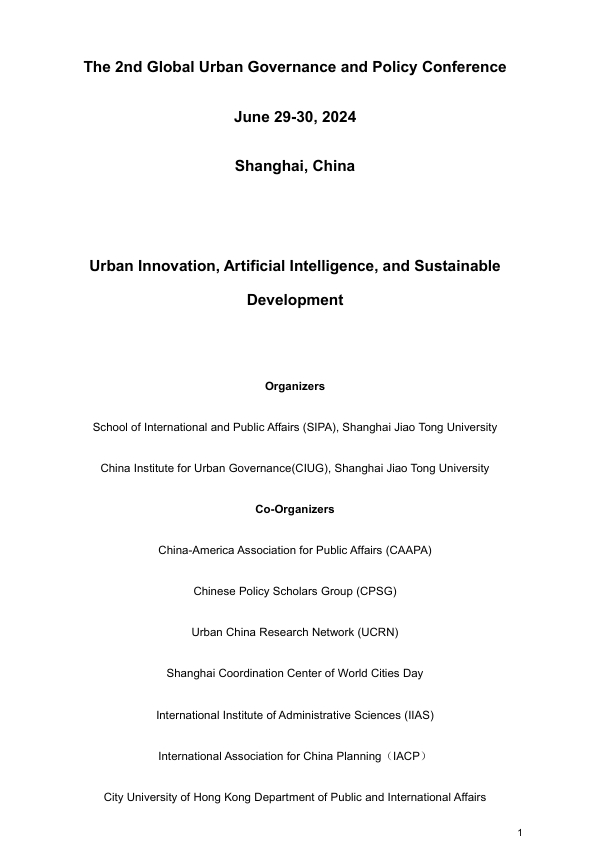 The 2nd Global Urban Governance and Policy Conference
June 29-30, 2024
Shanghai, China
Urban Innovation, Artificial Intelligence, and Sustainable
Development
Organizers
School of International and Public Affairs (SIPA), Shanghai Jiao Tong University
China Institute for Urban Governance(CIUG), Shanghai Jiao Tong University
Co-Organizers
China-America Association for Public Affairs (CAAPA)
Chinese Policy Scholars Group (CPSG)
Urban China Research Network (UCRN)
Shanghai Coordination Center of World Cities Day
International Institute of Administrative Sciences (IIAS)
International Association for China Planning（IACP）
City University of Hong Kong Department of Public and International Affairs
1